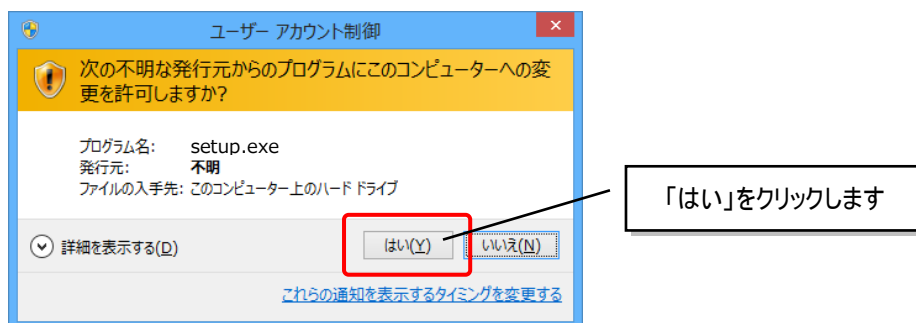 ユーザー アカウント制御
次の不明な発行元からのプログラムにこのコンピューターへの変
更を許可しますか?
プログラム名: setup.exe
発行元: 不明
ファイルの入手先: このコンピューター上のハード ドライブ
「はい」をクリックします
詳細を表示する(D) はい(Y) いいえ(N)
これらの通知を表示するタイミングを変更する